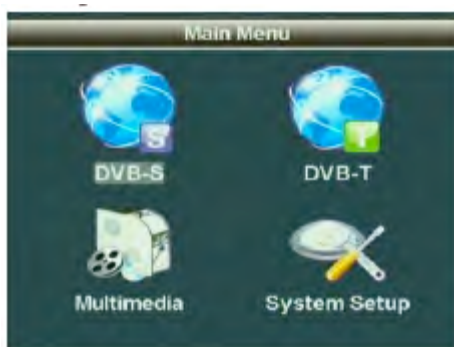 Main Menu
S
T
DVB-S
DVB-T
Multimedia
System Setup